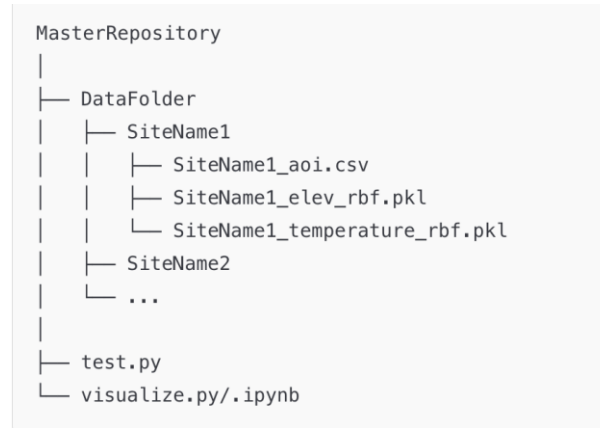 MasterRepository
│
├── DataFolder
│   ├── SiteName1
│   │   ├── SiteName1_aoi.csv
│   │   ├── SiteName1_elev_rbf.pkl
│   │   └── SiteName1_temperature_rbf.pkl
│   ├── SiteName2
│   └── ...
│
├── test.py
└── visualize.py/.ipynb